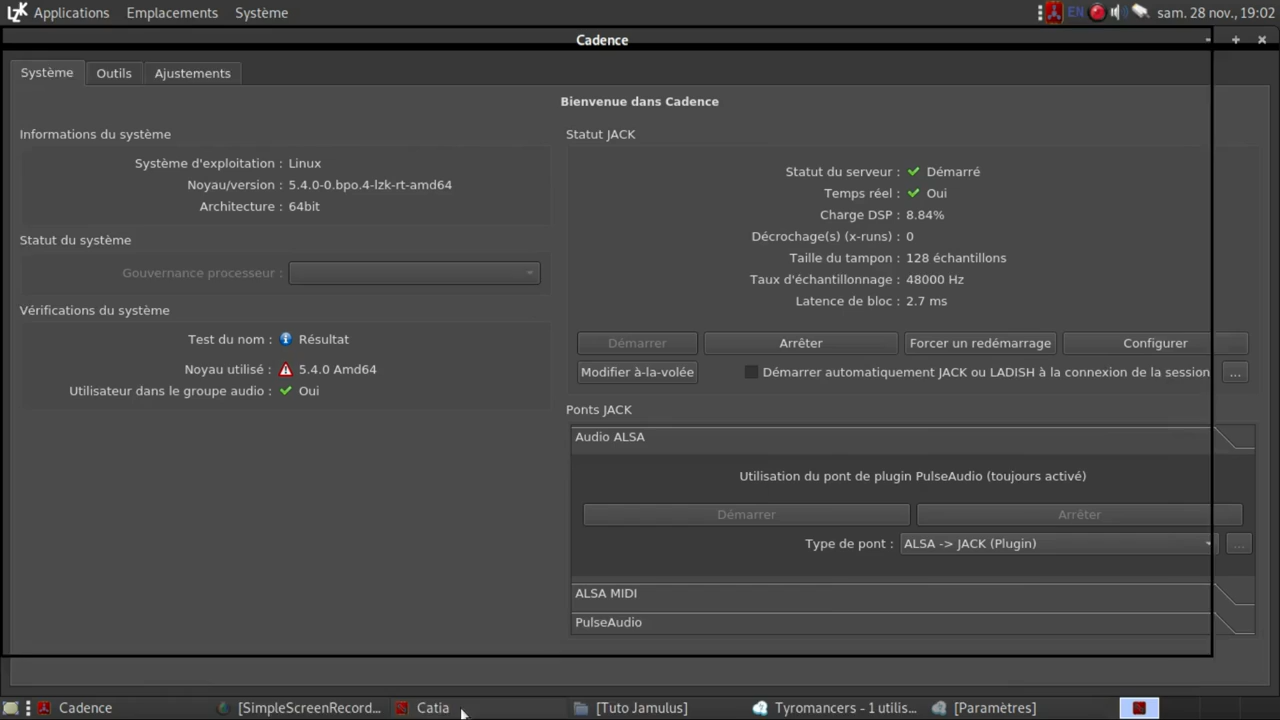 LZK Applications Emplacements Système EN sam. 28 nov., 19:02
Cadence
Système Outils Ajustements
Bienvenue dans Cadence
Informations du système
Système d'exploitation : Linux
Noyau/version : 5.4.0-0.bpo.4-lzk-rt-amd64
Architecture : 64bit
Statut du système
Gouvernance processeur :
Vérifications du système
Test du nom : Résultat
Noyau utilisé : 5.4.0 Amd64
Utilisateur dans le groupe audio : Oui
Statut JACK
Statut du serveur : Démarré
Temps réel : Oui
Charge DSP : 8.84%
Décrochage(s) (x-runs) : 0
Taille du tampon : 128 échantillons
Taux d'échantillonnage : 48000 Hz
Latence de bloc : 2.7 ms
Démarrer Arrêter Forcer un redémarrage Configurer
Modifier à-la-volée Démarrer automatiquement JACK ou LADISH à la connexion de la session ...
Ponts JACK
Audio ALSA
Utilisation du pont de plugin PulseAudio (toujours activé)
Démarrer Arrêter
Type de pont : ALSA -> JACK (Plugin) ...
ALSA MIDI
PulseAudio
Cadence [SimpleScreenRecord... Catia [Tuto Jamulus] Tyromancers - 1 utilis... [Paramètres]